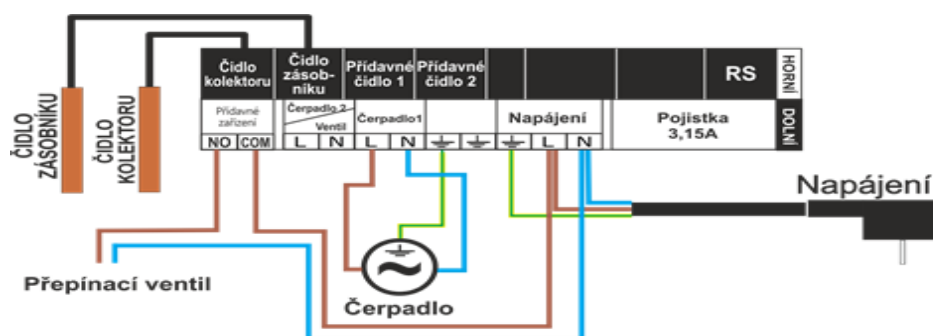 Čidlo
kolektoru
Čidlo
zásob-
níku
Přídavné
čidlo 1
Přídavné
čidlo 2
RS
HORNÍ
Přídavné
zařízení
NO COM
Čerpadlo 2
Ventil
L N
Čerpadlo1
L N
Napájení
L N
Pojistka
3,15A
DOLNÍ
ČIDLO
ZÁSOBNÍKU
ČIDLO
KOLEKTORU
Napájení
Přepínací ventil
Čerpadlo